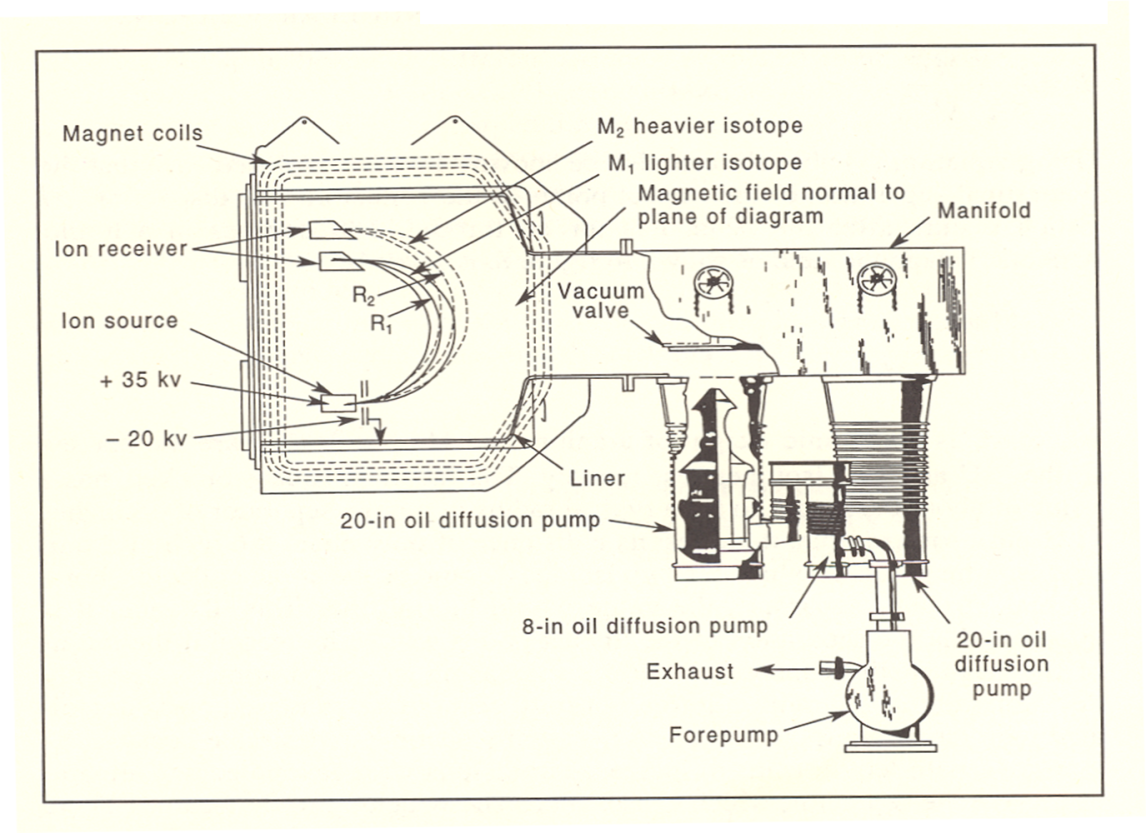 Magnet coils
M₂ heavier isotope
M₁ lighter isotope
Magnetic field normal to
plane of diagram
Manifold
Ion receiver
R₂
R₁
Vacuum
valve
Ion source
+ 35 kv
– 20 kv
Liner
20-in oil diffusion pump
8-in oil diffusion pump
20-in oil
diffusion
pump
Exhaust
Forepump